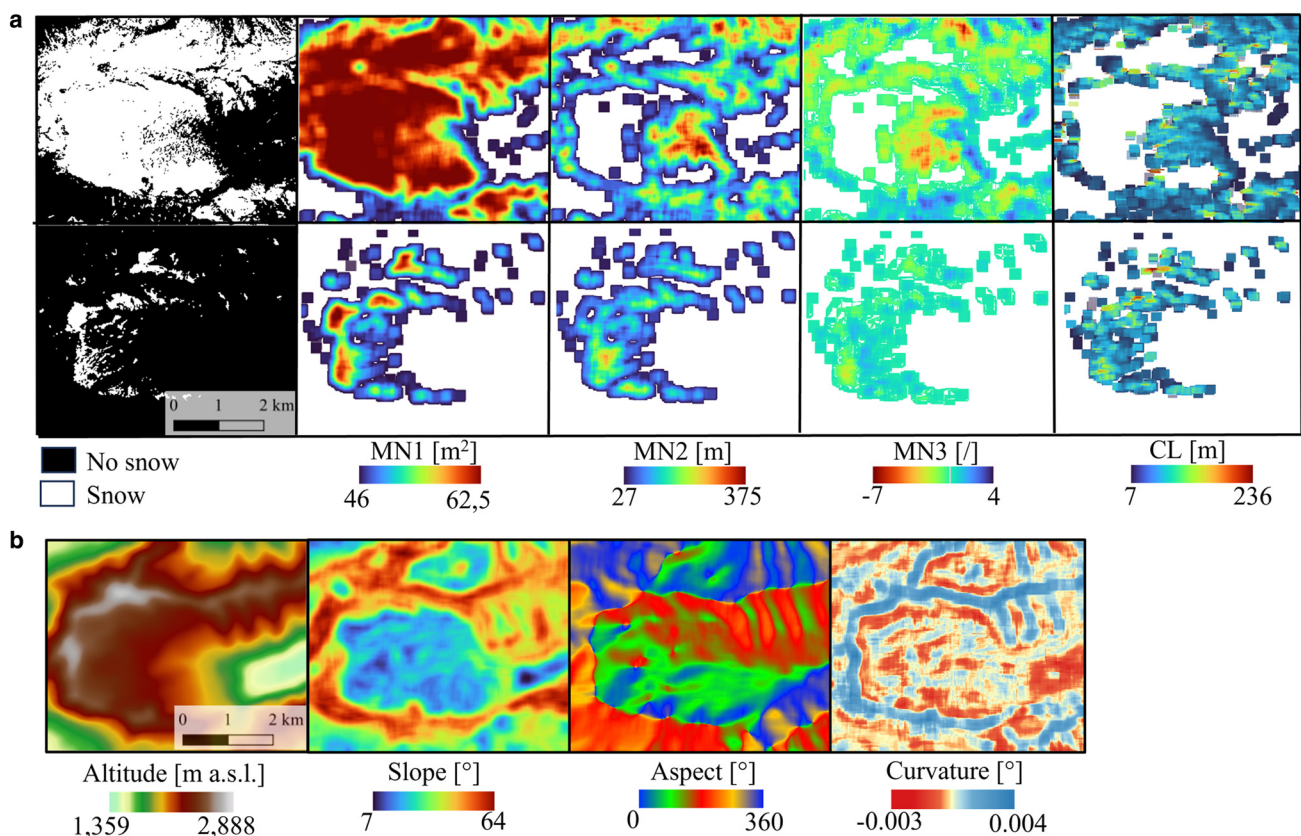 a
0 1 2 km
No snow
Snow
MN1 [m²]
46 62,5
MN2 [m]
27 375
MN3 [/]
-7 4
CL [m]
7 236
b
0 1 2 km
Altitude [m a.s.l.]
1,359 2,888
Slope [°]
7 64
Aspect [°]
0 360
Curvature [°]
-0.003 0.004